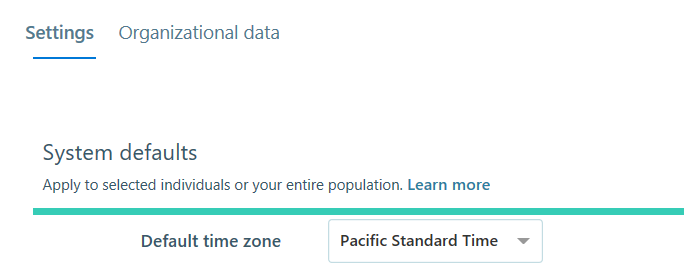 Settings Organizational data
System defaults
Apply to selected individuals or your entire population. Learn more
Default time zone Pacific Standard Time